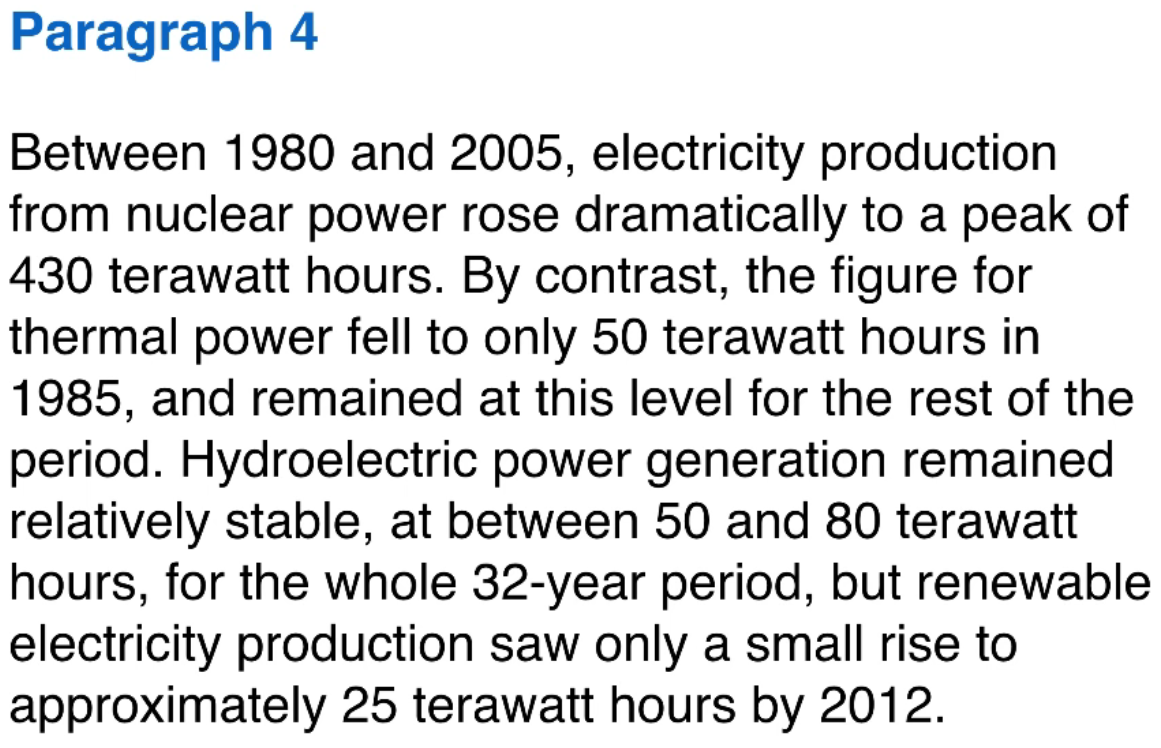 Paragraph 4
Between 1980 and 2005, electricity production
from nuclear power rose dramatically to a peak of
430 terawatt hours. By contrast, the figure for
thermal power fell to only 50 terawatt hours in
1985, and remained at this level for the rest of the
period. Hydroelectric power generation remained
relatively stable, at between 50 and 80 terawatt
hours, for the whole 32-year period, but renewable
electricity production saw only a small rise to
approximately 25 terawatt hours by 2012.